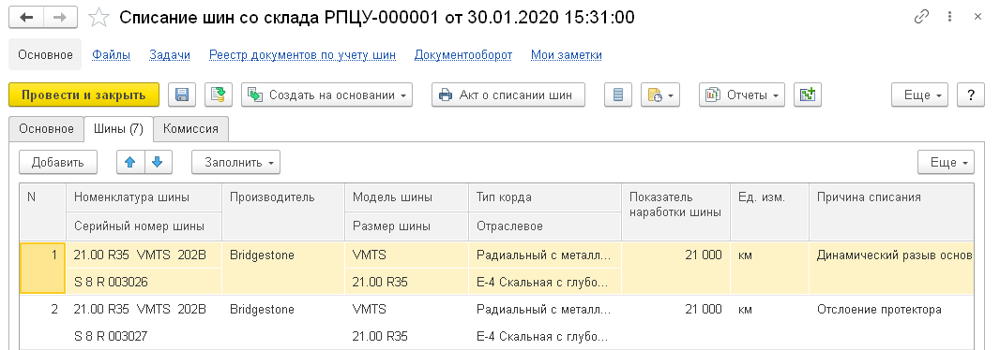 Списание шин со склада РПЦУ-000001 от 30.01.2020 15:31:00
Основное Файлы Задачи Реестр документов по учету шин Документооборот Мои заметки
Провести и закрыть Создать на основании Акт о списании шин Отчеты Еще ?
Основное Шины (7) Комиссия
Добавить Заполнить Еще
N Номенклатура шины Производитель Модель шины Тип корда Показатель наработки шины Ед. изм. Причина списания
Серийный номер шины Размер шины Отраслевое
1 21.00 R35 VMTS 202B Bridgestone VMTS Радиальный с металл... 21 000 км Динамический разыв основ
S 8 R 003026 21.00 R35 Е-4 Скальная с глубо...
2 21.00 R35 VMTS 202B Bridgestone VMTS Радиальный с металл... 21 000 км Отслоение протектора
S 8 R 003027 21.00 R35 Е-4 Скальная с глубо...